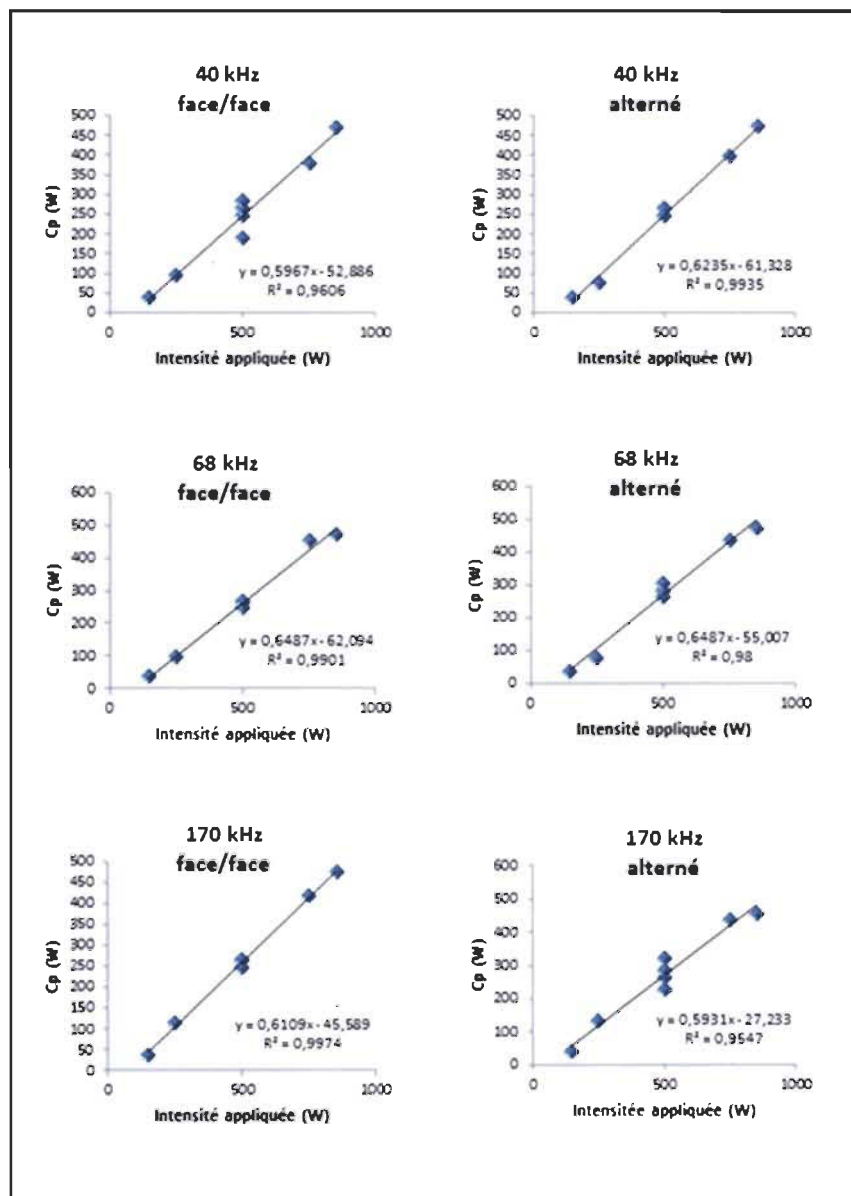 40 kHz
face/face
500
450
400
350
300
250
200
150
100
50
0
Cp (W)
y = 0,5967x - 52,886
R² = 0,9606
0
500
1000
Intensité appliquée (W)
40 kHz
alterné
500
450
400
350
300
250
200
150
100
50
0
Cp (W)
y = 0,6235x - 61,328
R² = 0,9935
0
500
1000
Intensité appliquée (W)
68 kHz
face/face
600
500
400
300
200
100
0
Cp (W)
y = 0,6487x - 62,094
R² = 0,9901
0
500
1000
Intensité appliquée (W)
68 kHz
alterné
600
500
400
300
200
100
0
Cp (W)
y = 0,6487x - 55,007
R² = 0,98
0
500
1000
Intensité appliquée (W)
170 kHz
face/face
500
450
400
350
300
250
200
150
100
50
0
Cp (W)
y = 0,6109x - 45,589
R² = 0,9974
0
500
1000
Intensité appliquée (W)
170 kHz
alterné
600
500
400
300
200
100
0
Cp (W)
y = 0,5931x - 27,233
R² = 0,9547
0
500
1000
Intensitée appliquée (W)